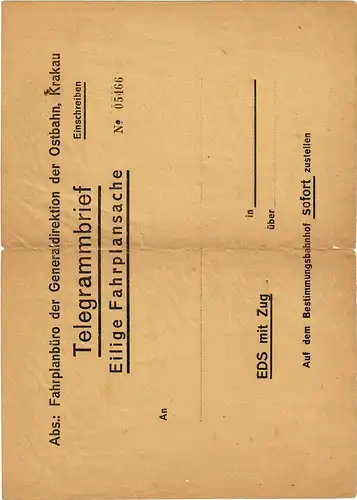 Abs.: Fahrplanbüro der Generaldirektion der Ostbahn, Krakau
Einschreiben
Telegrammbrief
Nº 05466
Eilige Fahrplansache
An
in
über
EDS mit Zug
Auf dem Bestimmungsbahnhof sofort zustellen